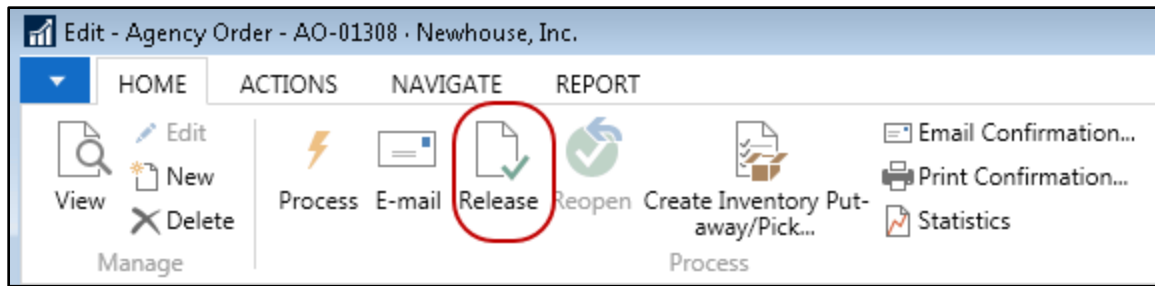 Edit - Agency Order - AO-01308 · Newhouse, Inc.
HOME ACTIONS NAVIGATE REPORT
View
Edit
New
Delete
Manage
Process
E-mail
Release
Reopen
Create Inventory Put-
away/Pick...
Email Confirmation...
Print Confirmation...
Statistics
Process